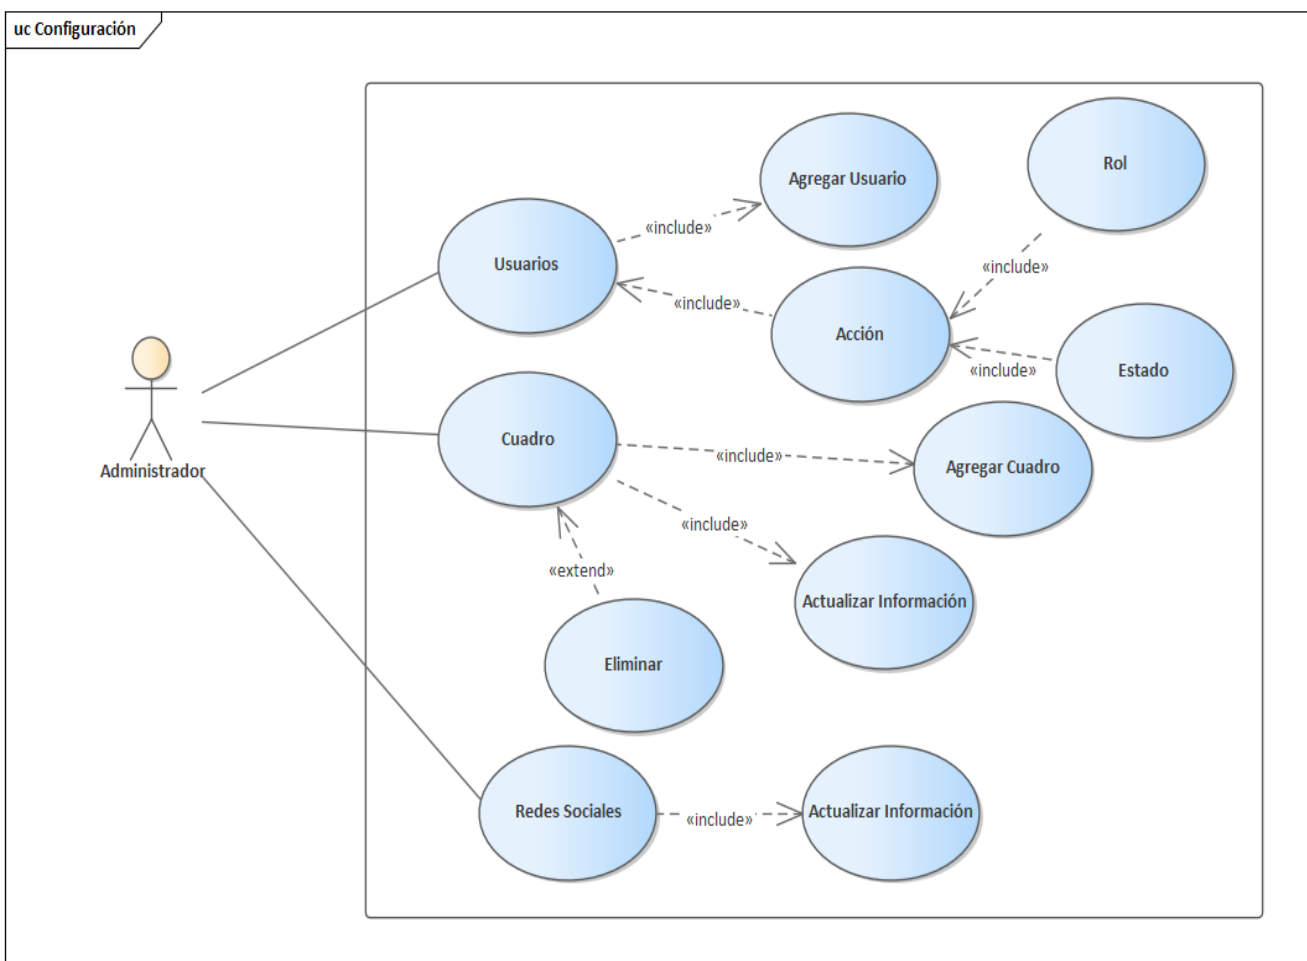 uc Configuración
Agregar Usuario
Rol
«include»
Usuarios
«include»
«include»
Acción
«include»
Estado
Administrador
Cuadro
«include»
Agregar Cuadro
«include»
«extend»
Actualizar Información
Eliminar
Redes Sociales
«include»
Actualizar Información